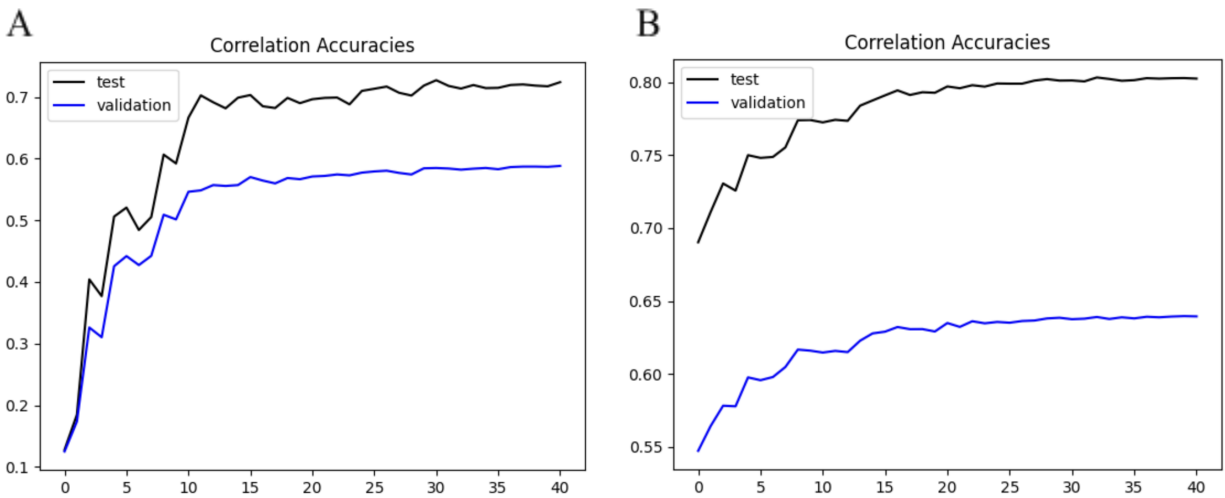 A
Correlation Accuracies
test
validation
0.7
0.6
0.5
0.4
0.3
0.2
0.1
0 5 10 15 20 25 30 35 40
B
Correlation Accuracies
test
validation
0.80
0.75
0.70
0.65
0.60
0.55
0 5 10 15 20 25 30 35 40